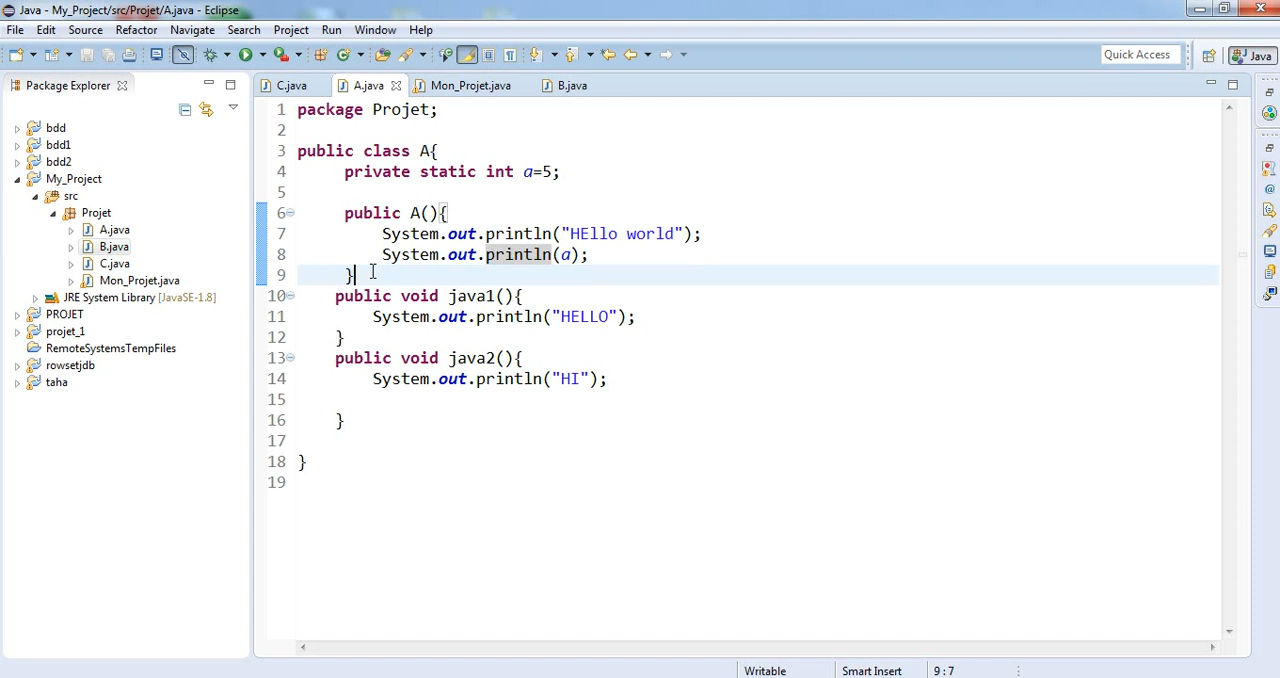 Java - My_Project/src/Projet/A.java - Eclipse
File Edit Source Refactor Navigate Search Project Run Window Help
Quick Access Java
Package Explorer
C.java A.java Mon_Projet.java B.java
bdd
bdd1
bdd2
My_Project
src
Projet
A.java
B.java
C.java
Mon_Projet.java
JRE System Library [JavaSE-1.8]
PROJET
projet_1
RemoteSystemsTempFiles
rowsetjdb
taha
1 package Projet;
2
3 public class A{
4 private static int a=5;
5
6 public A(){
7 System.out.println("HEllo world");
8 System.out.println(a);
9 }
10 public void java1(){
11 System.out.println("HELLO");
12 }
13 public void java2(){
14 System.out.println("HI");
15
16 }
17
18 }
19
Writable Smart Insert 9:7